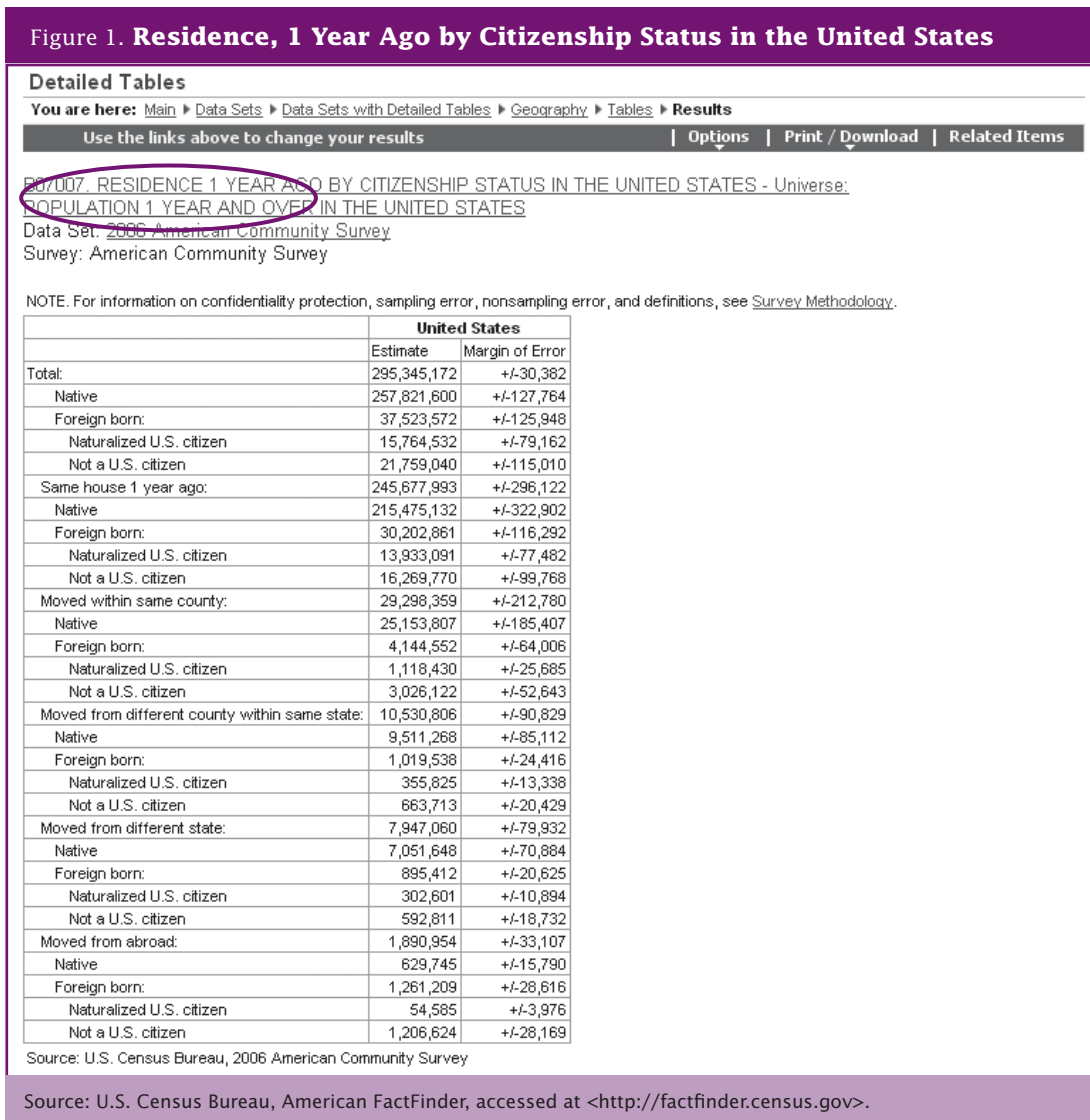 Figure 1. Residence, 1 Year Ago by Citizenship Status in the United States
Detailed Tables
You are here: Main ▶ Data Sets ▶ Data Sets with Detailed Tables ▶ Geography ▶ Tables ▶ Results
Use the links above to change your results | Options | Print / Download | Related Items
B07007. RESIDENCE 1 YEAR AGO BY CITIZENSHIP STATUS IN THE UNITED STATES - Universe:
POPULATION 1 YEAR AND OVER IN THE UNITED STATES
Data Set: 2006 American Community Survey
Survey: American Community Survey
NOTE. For information on confidentiality protection, sampling error, nonsampling error, and definitions, see Survey Methodology.
United States
Estimate Margin of Error
Total: 295,345,172 +/-30,382
Native 257,821,600 +/-127,764
Foreign born: 37,523,572 +/-125,948
Naturalized U.S. citizen 15,764,532 +/-79,162
Not a U.S. citizen 21,759,040 +/-115,010
Same house 1 year ago: 245,677,993 +/-296,122
Native 215,475,132 +/-322,902
Foreign born: 30,202,861 +/-116,292
Naturalized U.S. citizen 13,933,091 +/-77,482
Not a U.S. citizen 16,269,770 +/-99,768
Moved within same county: 29,298,359 +/-212,780
Native 25,153,807 +/-185,407
Foreign born: 4,144,552 +/-64,006
Naturalized U.S. citizen 1,118,430 +/-25,685
Not a U.S. citizen 3,026,122 +/-52,643
Moved from different county within same state: 10,530,806 +/-90,829
Native 9,511,268 +/-85,112
Foreign born: 1,019,538 +/-24,416
Naturalized U.S. citizen 355,825 +/-13,338
Not a U.S. citizen 663,713 +/-20,429
Moved from different state: 7,947,060 +/-79,932
Native 7,051,648 +/-70,884
Foreign born: 895,412 +/-20,625
Naturalized U.S. citizen 302,601 +/-10,894
Not a U.S. citizen 592,811 +/-18,732
Moved from abroad: 1,890,954 +/-33,107
Native 629,745 +/-15,790
Foreign born: 1,261,209 +/-28,616
Naturalized U.S. citizen 54,585 +/-3,976
Not a U.S. citizen 1,206,624 +/-28,169
Source: U.S. Census Bureau, 2006 American Community Survey
Source: U.S. Census Bureau, American FactFinder, accessed at <http://factfinder.census.gov>.